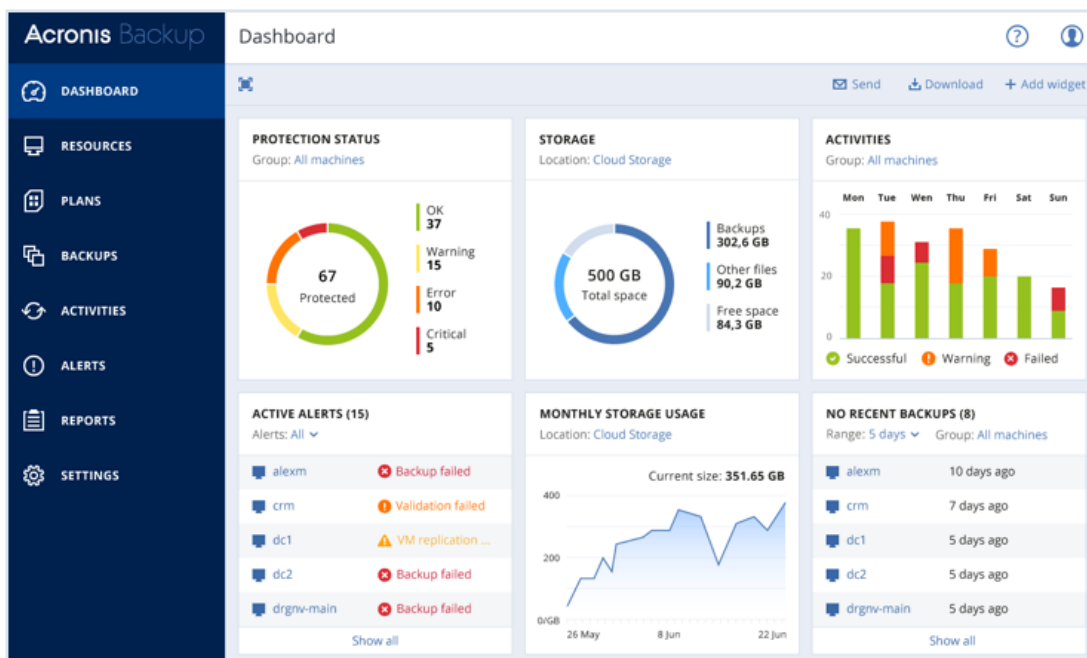 Acronis Backup
DASHBOARD
RESOURCES
PLANS
BACKUPS
ACTIVITIES
ALERTS
REPORTS
SETTINGS
Dashboard
?
Send
Download
+ Add widget
PROTECTION STATUS
Group: All machines
67
Protected
OK
37
Warning
15
Error
10
Critical
5
STORAGE
Location: Cloud Storage
500 GB
Total space
Backups
302,6 GB
Other files
90,2 GB
Free space
84,3 GB
ACTIVITIES
Group: All machines
Mon Tue Wen Thu Fri Sat Sun
40
20
0
Successful Warning Failed
ACTIVE ALERTS (15)
Alerts: All
alexm Backup failed
crm Validation failed
dc1 VM replication ...
dc2 Backup failed
drgnv-main Backup failed
Show all
MONTHLY STORAGE USAGE
Location: Cloud Storage
Current size: 351.65 GB
400
200
0/GB
26 May 8 Jun 22 Jun
NO RECENT BACKUPS (8)
Range: 5 days Group: All machines
alexm 10 days ago
crm 7 days ago
dc1 5 days ago
dc2 5 days ago
drgnv-main 5 days ago
Show all